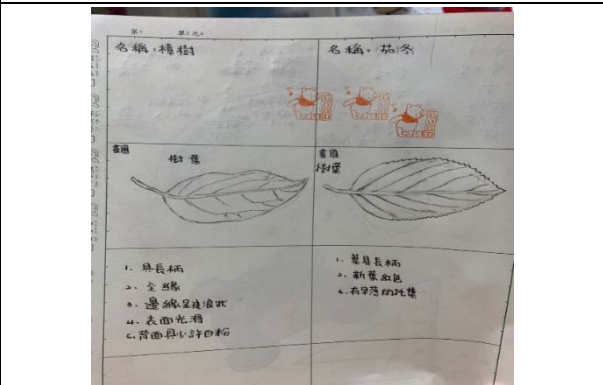 名稱：樟樹
名稱：茄冬
畫圖
樹葉
畫圖
樹葉
1. 具長柄
2. 全緣
3. 邊緣呈波浪狀
4. 表面光滑
5. 背面具少許白粉
1. 葉具長柄
2. 新葉紅色
3. 有早落的托葉